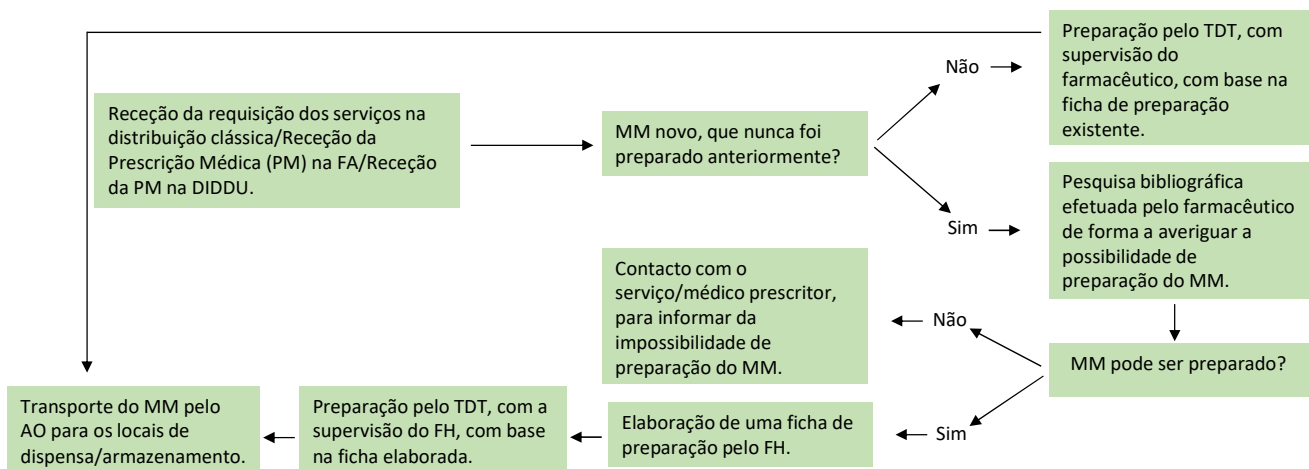 Receção da requisição dos serviços na
distribuição clássica/Receção da
Prescrição Médica (PM) na FA/Receção
da PM na DIDDU.
MM novo, que nunca foi
preparado anteriormente?
Não
Preparação pelo TDT, com
supervisão do
farmacêutico, com base na
ficha de preparação
existente.
Sim
Pesquisa bibliográfica
efetuada pelo farmacêutico
de forma a averiguar a
possibilidade de
preparação do MM.
MM pode ser preparado?
Não
Contacto com o
serviço/médico prescritor,
para informar da
impossibilidade de
preparação do MM.
Sim
Elaboração de uma ficha de
preparação pelo FH.
Preparação pelo TDT, com a
supervisão do FH, com base
na ficha elaborada.
Transporte do MM pelo
AO para os locais de
dispensa/armazenamento.